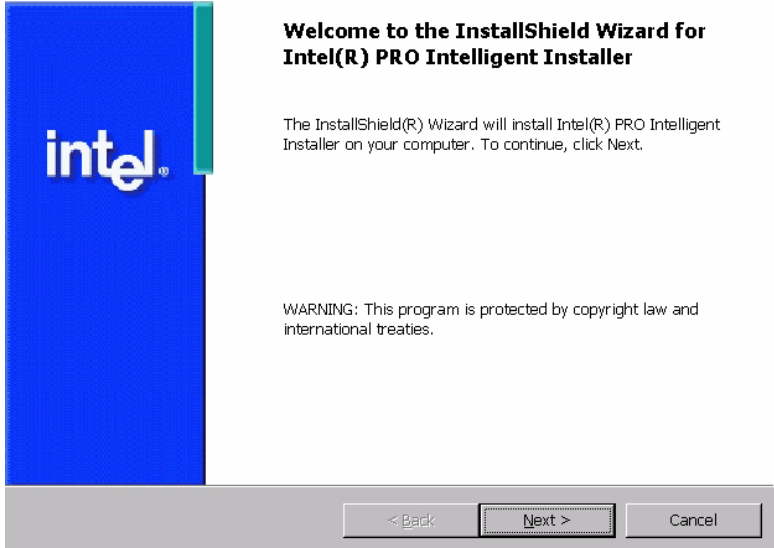 Welcome to the InstallShield Wizard for
Intel(R) PRO Intelligent Installer
intel®
The InstallShield(R) Wizard will install Intel(R) PRO Intelligent
Installer on your computer. To continue, click Next.
WARNING: This program is protected by copyright law and
international treaties.
< Back
Next >
Cancel